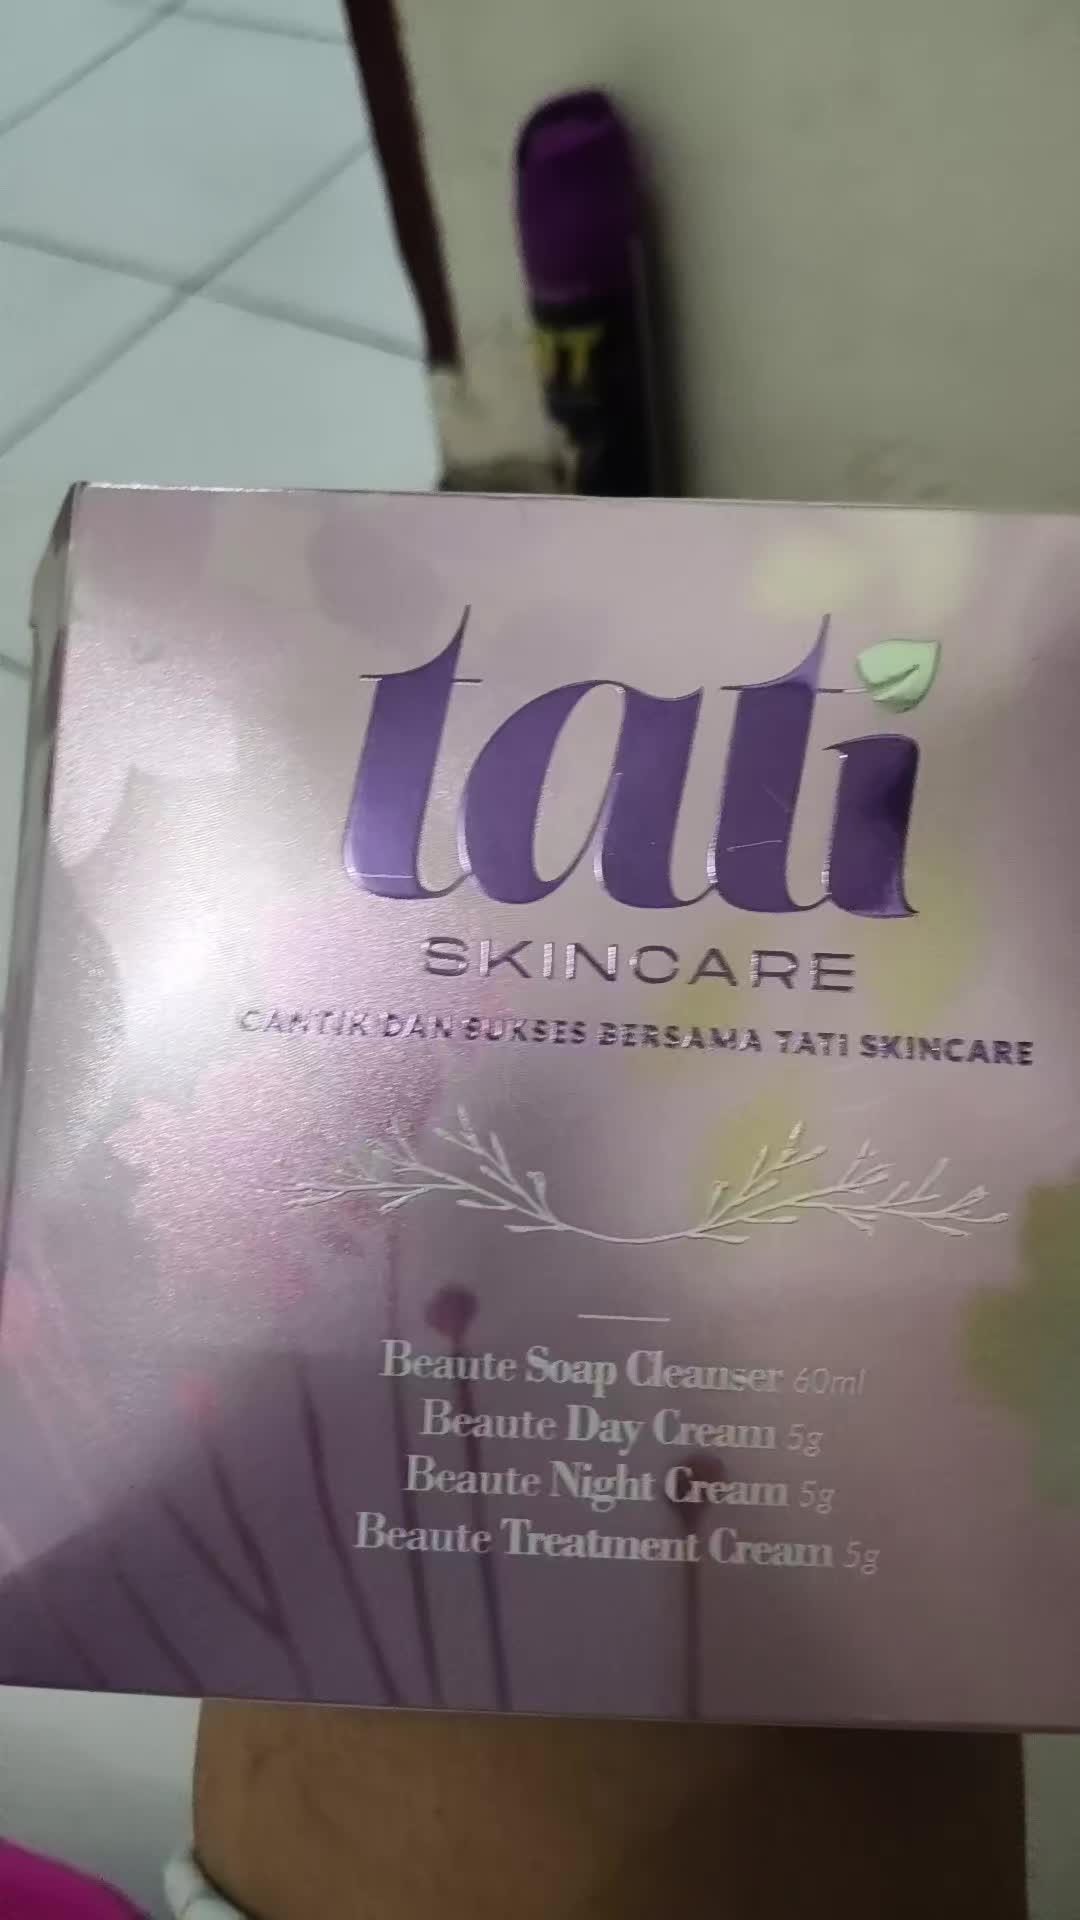 tati
SKINCARE
CANTIK DAN SUKSES BERSAMA TATI SKINCARE
Beaute Soap Cleanser 60ml
Beaute Day Cream 5g
Beaute Night Cream 5g
Beaute Treatment Cream 5g